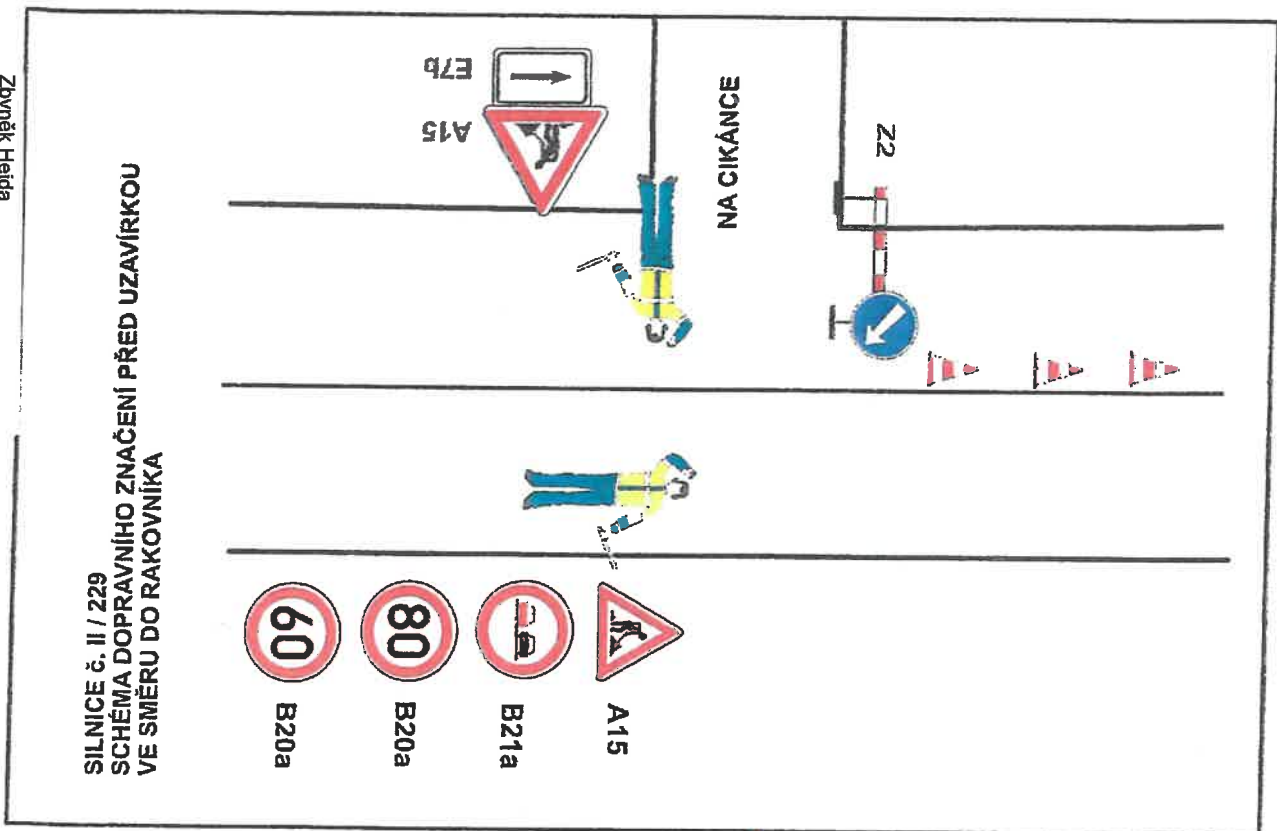 Zbyněk Hejda
E7b
A15
NA CIKÁNCE
Z2
60
B20a
80
B20a
B21a
A15
SILNICE č. II / 229
SCHÉMA DOPRAVNÍHO ZNAČENÍ PŘED UZAVÍRKOU
VE SMĚRU DO RAKOVNÍKA